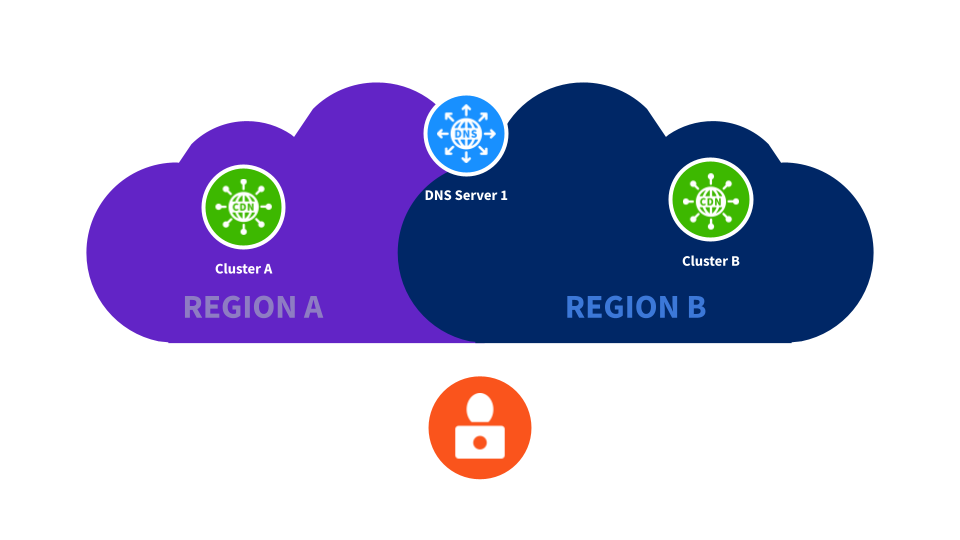 DNS
DNS Server 1
CDN
Cluster A
REGION A
CDN
Cluster B
REGION B